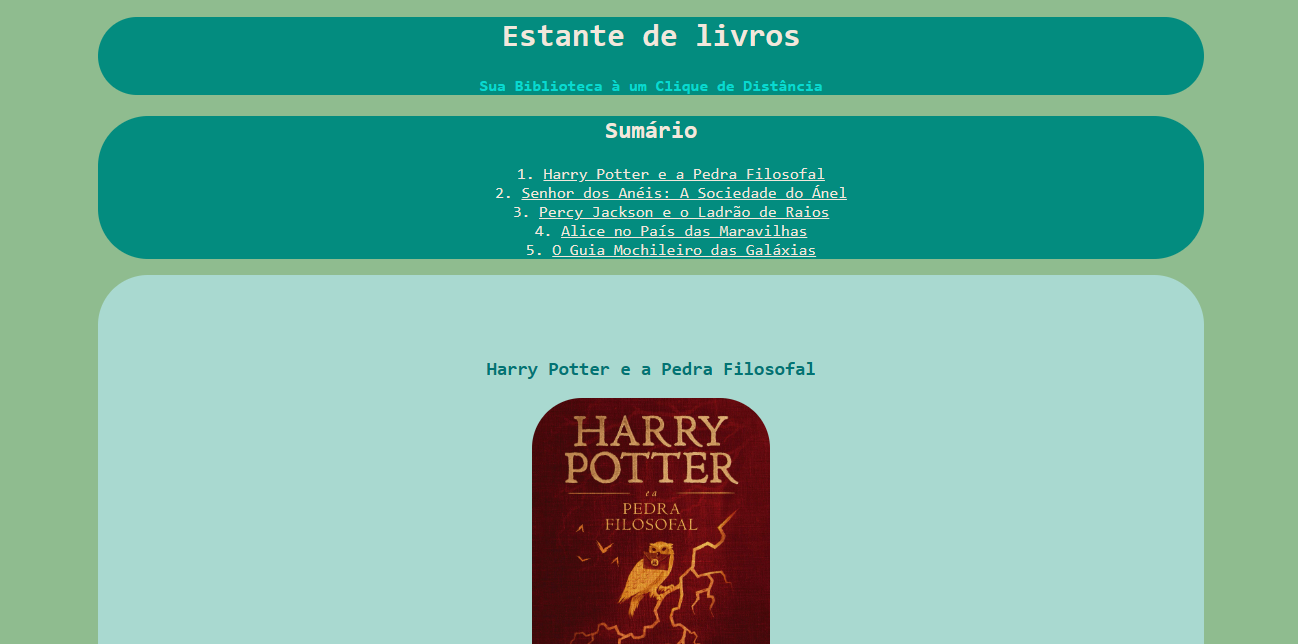 Estante de livros
Sua Biblioteca à um Clique de Distância
Sumário
1. Harry Potter e a Pedra Filosofal
2. Senhor dos Anéis: A Sociedade do Ánel
3. Percy Jackson e o Ladrão de Raios
4. Alice no País das Maravilhas
5. O Guia Mochileiro das Galáxias
Harry Potter e a Pedra Filosofal
HARRY
POTTER
e a
PEDRA
FILOSOFAL